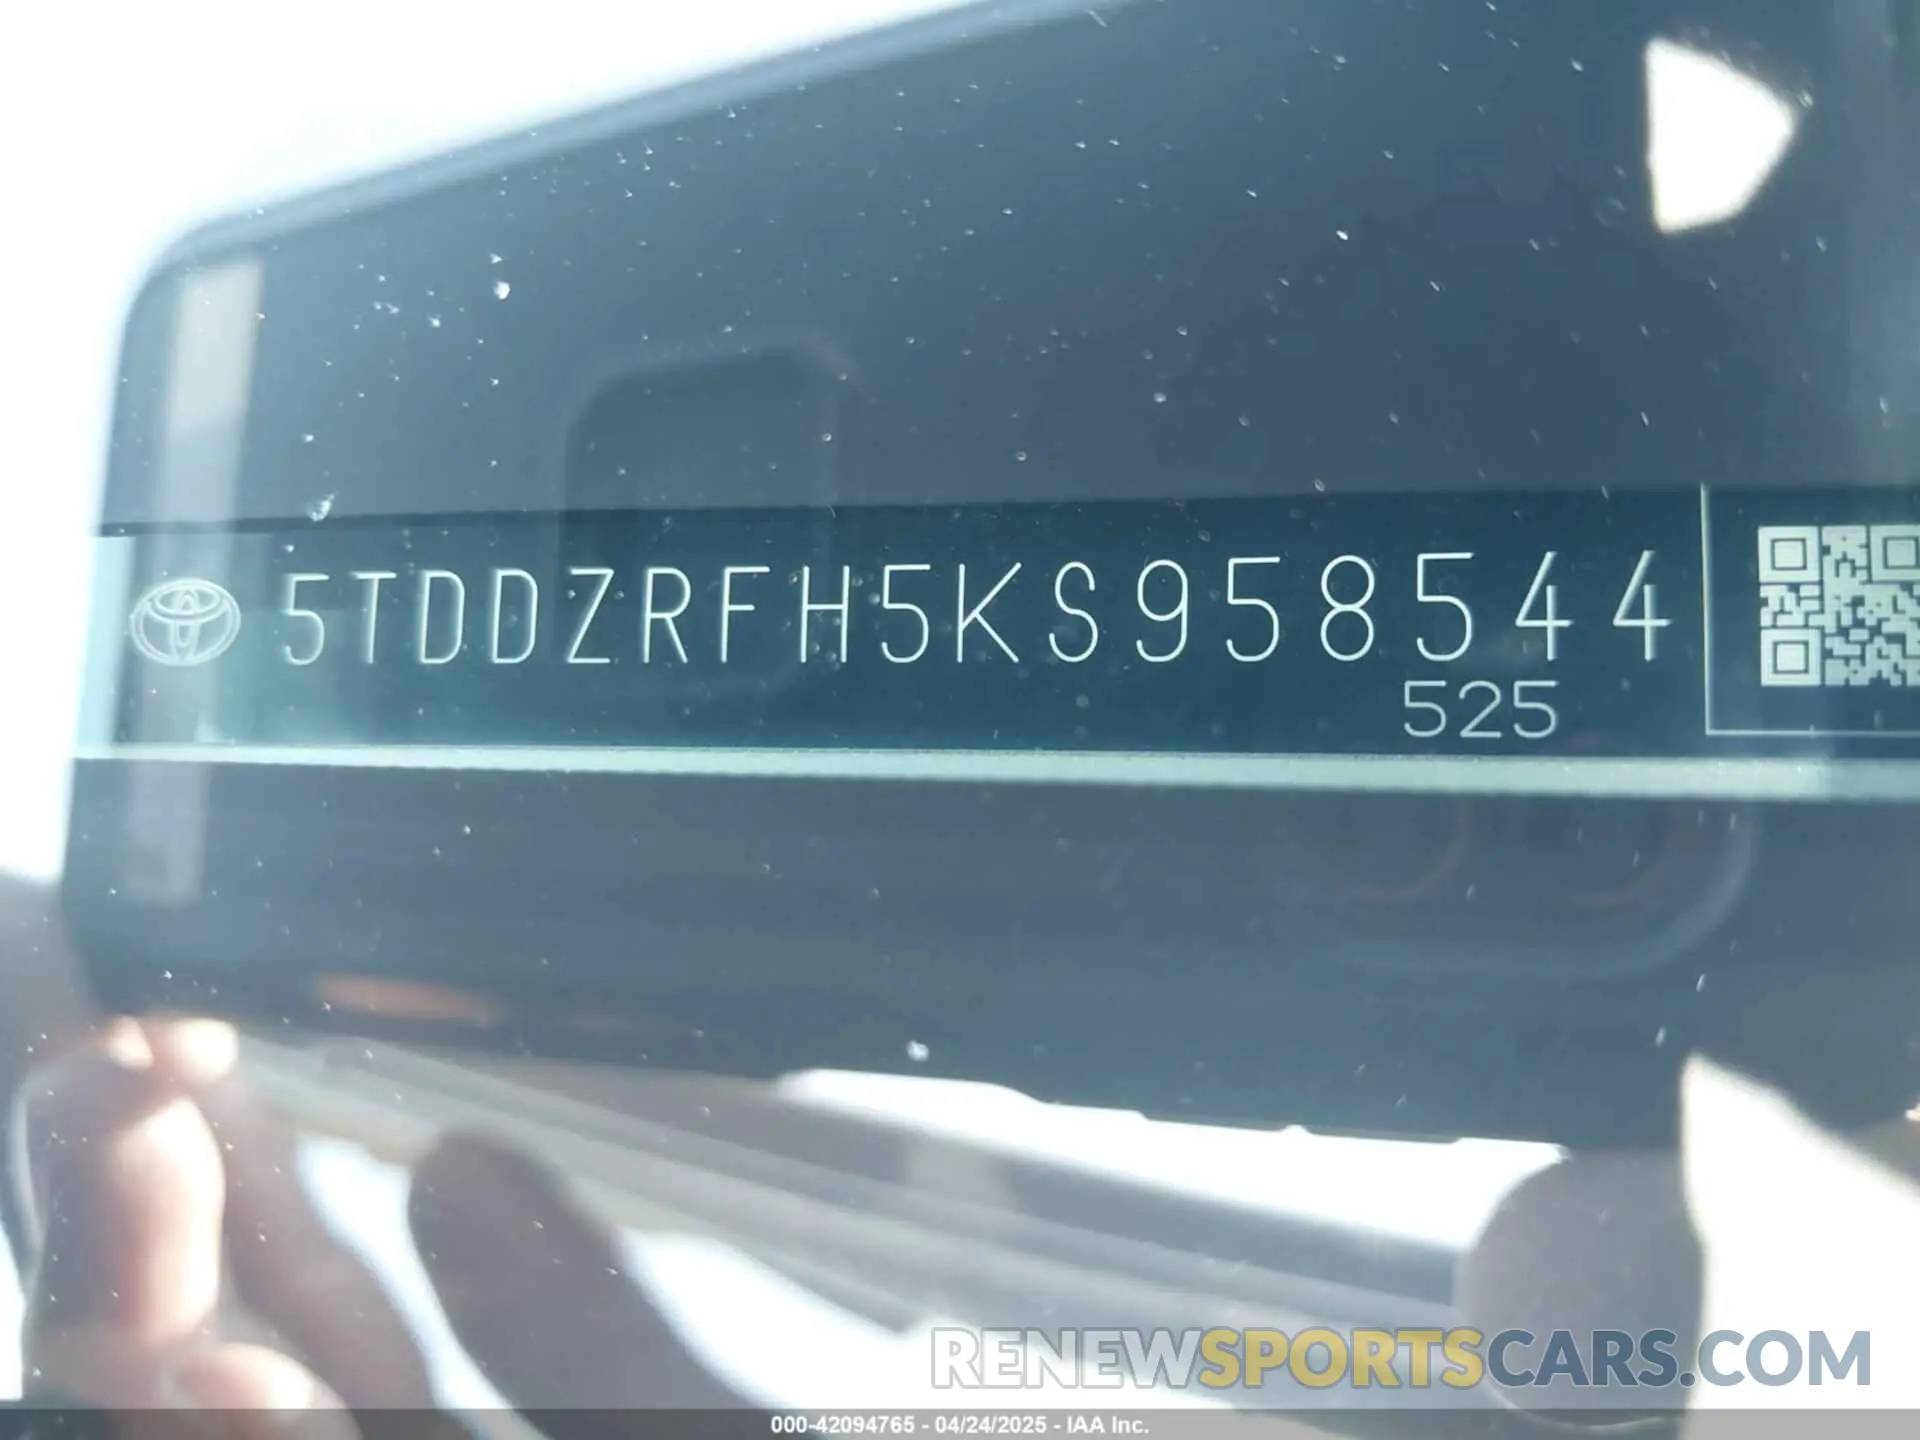 5TDDZRFH5KS958544
525
RENEWSPORTSCARS.COM
000-42094765 - 04/24/2025 - IAA Inc.